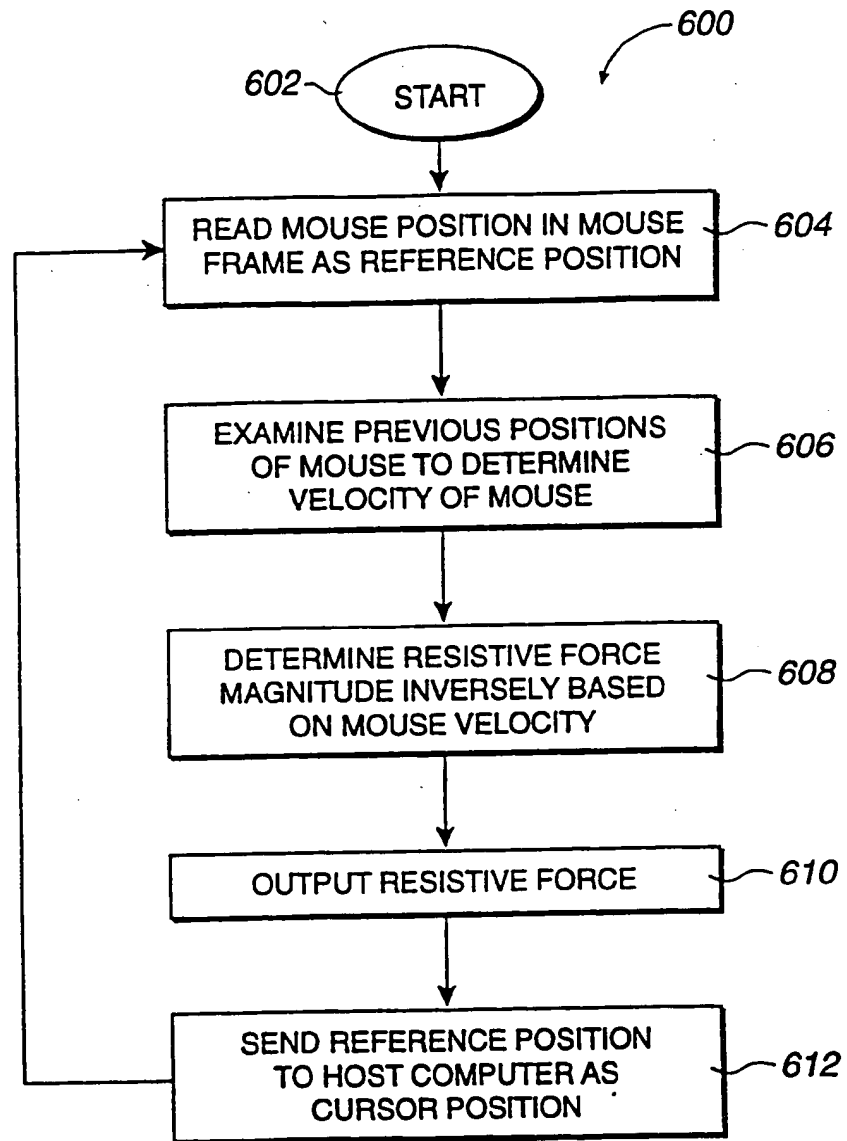 600
602
START
READ MOUSE POSITION IN MOUSE
FRAME AS REFERENCE POSITION
604
EXAMINE PREVIOUS POSITIONS
OF MOUSE TO DETERMINE
VELOCITY OF MOUSE
606
DETERMINE RESISTIVE FORCE
MAGNITUDE INVERSELY BASED
ON MOUSE VELOCITY
608
OUTPUT RESISTIVE FORCE
610
SEND REFERENCE POSITION
TO HOST COMPUTER AS
CURSOR POSITION
612